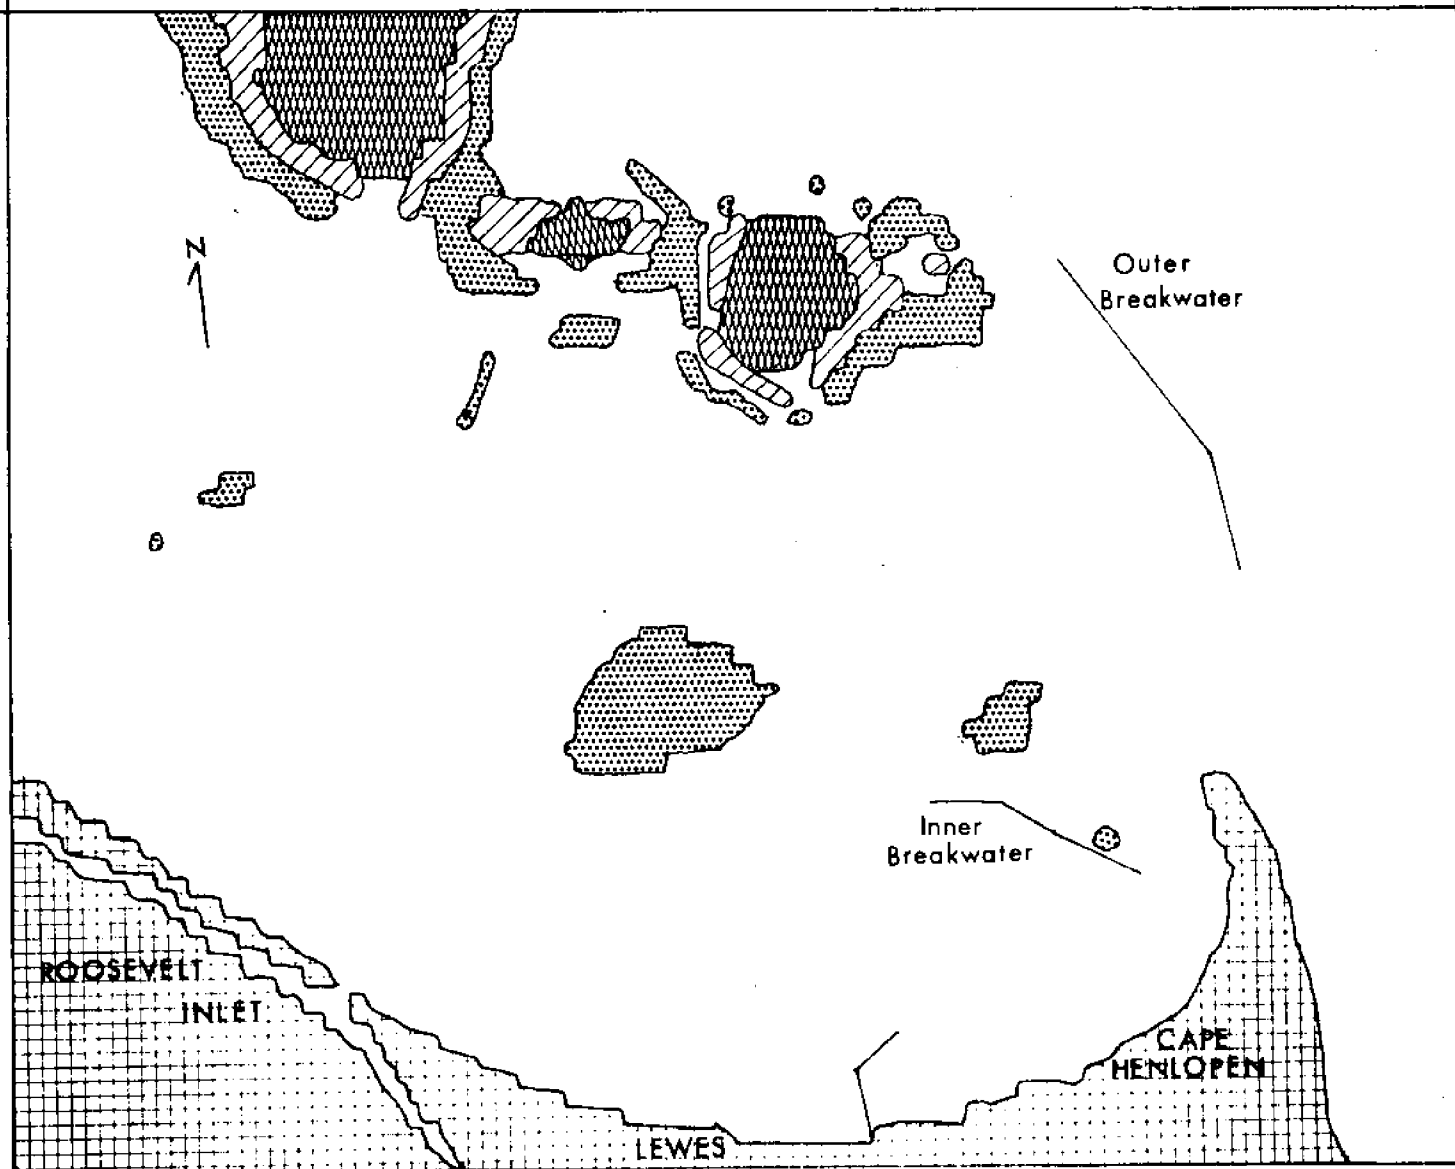 N
Outer
Breakwater
Inner
Breakwater
ROOSEVELT
INLET
CAPE
HENLOPEN
LEWES